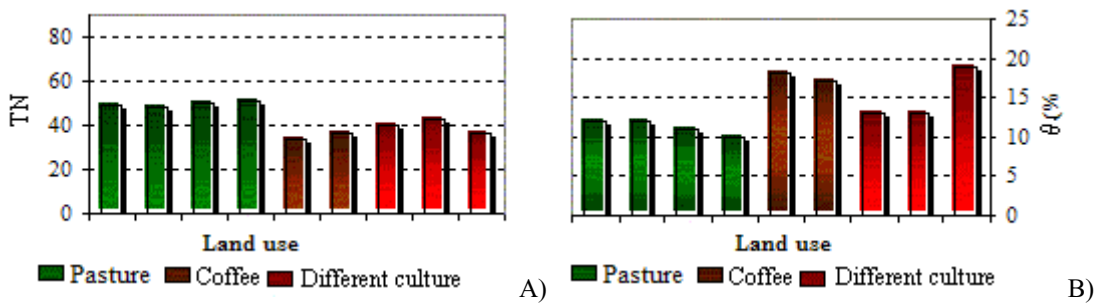 TN
80
60
40
20
0
Land use
Pasture Coffee Different culture
A)
25
20
15
10
5
0
θ (%
Land use
Pasture Coffee Different culture
B)